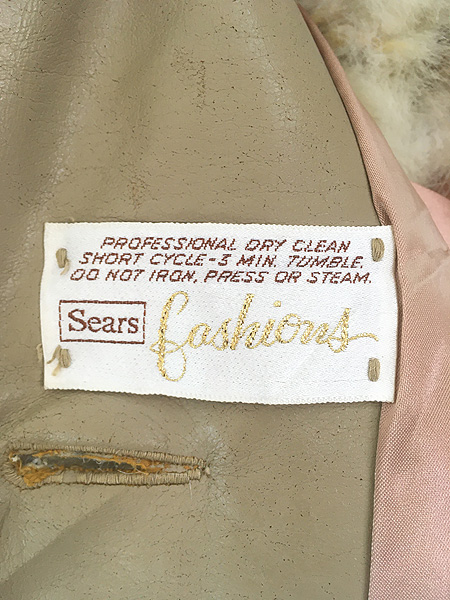 PROFESSIONAL DRY CLEAN
SHORT CYCLE-3 MIN. TUMBLE.
DO NOT IRON, PRESS OR STEAM.
Sears fashions